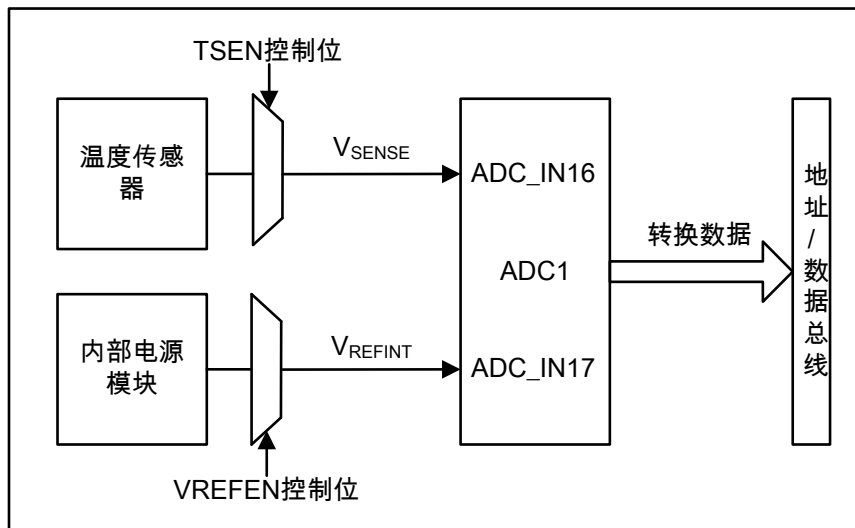 TSEN控制位
温度传感
器
VSENSE
ADC_IN16
ADC1
转换数据
地
址
/
数
据
总
线
内部电源
模块
VREFINT
ADC_IN17
VREFEN控制位